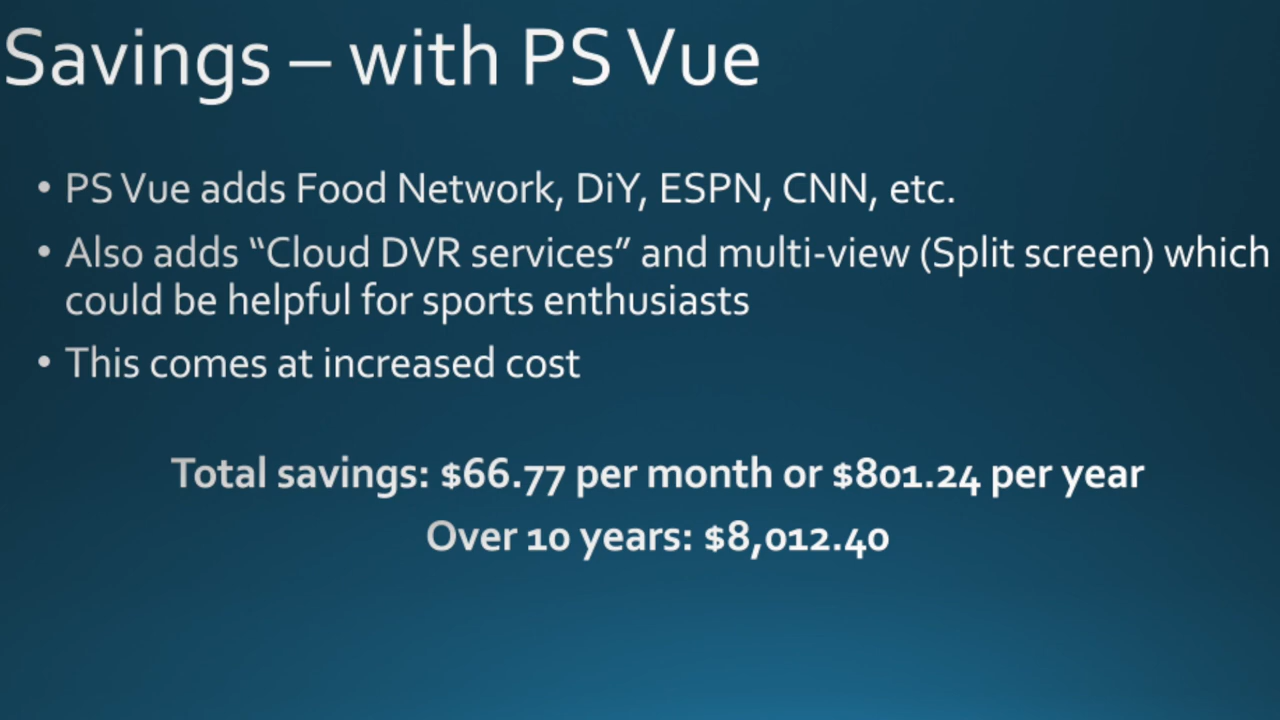 Savings – with PS Vue
• PS Vue adds Food Network, DiY, ESPN, CNN, etc.
• Also adds “Cloud DVR services” and multi-view (Split screen) which
could be helpful for sports enthusiasts
• This comes at increased cost
Total savings: $66.77 per month or $801.24 per year
Over 10 years: $8,012.40